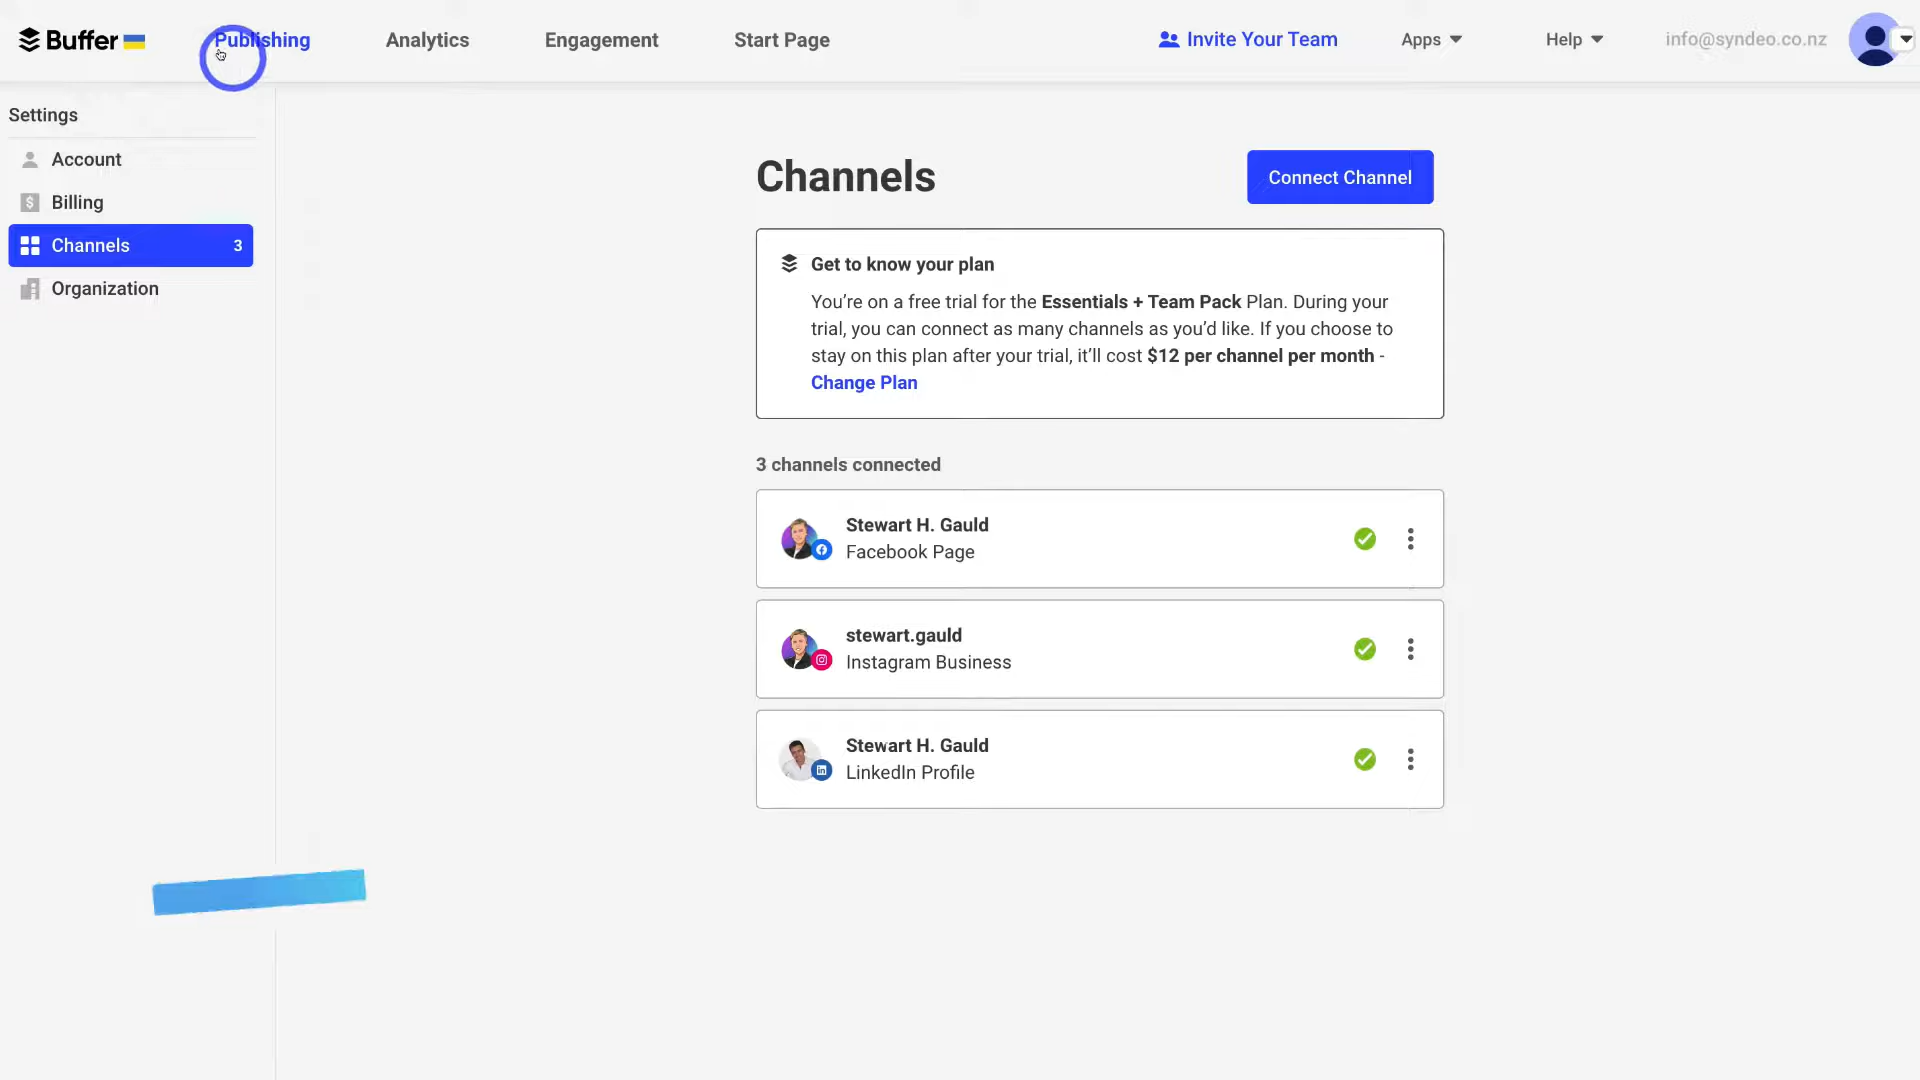 Buffer
Publishing
Analytics
Engagement
Start Page
Invite Your Team
Apps
Help
info@syndeo.co.nz
Settings
Account
Billing
Channels 3
Organization
Channels
Connect Channel
Get to know your plan
You’re on a free trial for the Essentials + Team Pack Plan. During your
trial, you can connect as many channels as you’d like. If you choose to
stay on this plan after your trial, it’ll cost $12 per channel per month -
Change Plan
3 channels connected
Stewart H. Gauld
Facebook Page
stewart.gauld
Instagram Business
Stewart H. Gauld
LinkedIn Profile